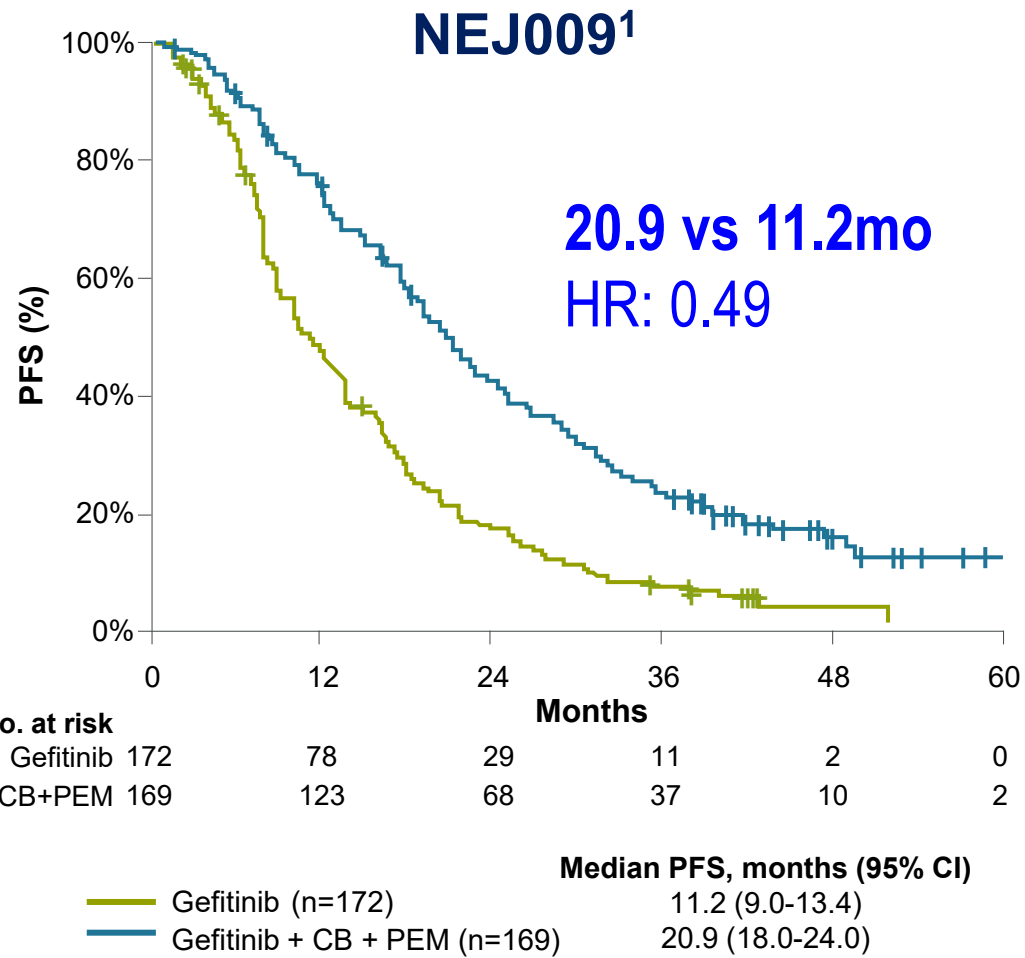 NEJ009¹
100%
80%
60%
40%
20%
0%
PFS (%)
20.9 vs 11.2mo
HR: 0.49
0 12 24 36 48 60
Months
o. at risk
Gefitinib 172 78 29 11 2 0
CB+PEM 169 123 68 37 10 2
Median PFS, months (95% CI)
Gefitinib (n=172) 11.2 (9.0-13.4)
Gefitinib + CB + PEM (n=169) 20.9 (18.0-24.0)